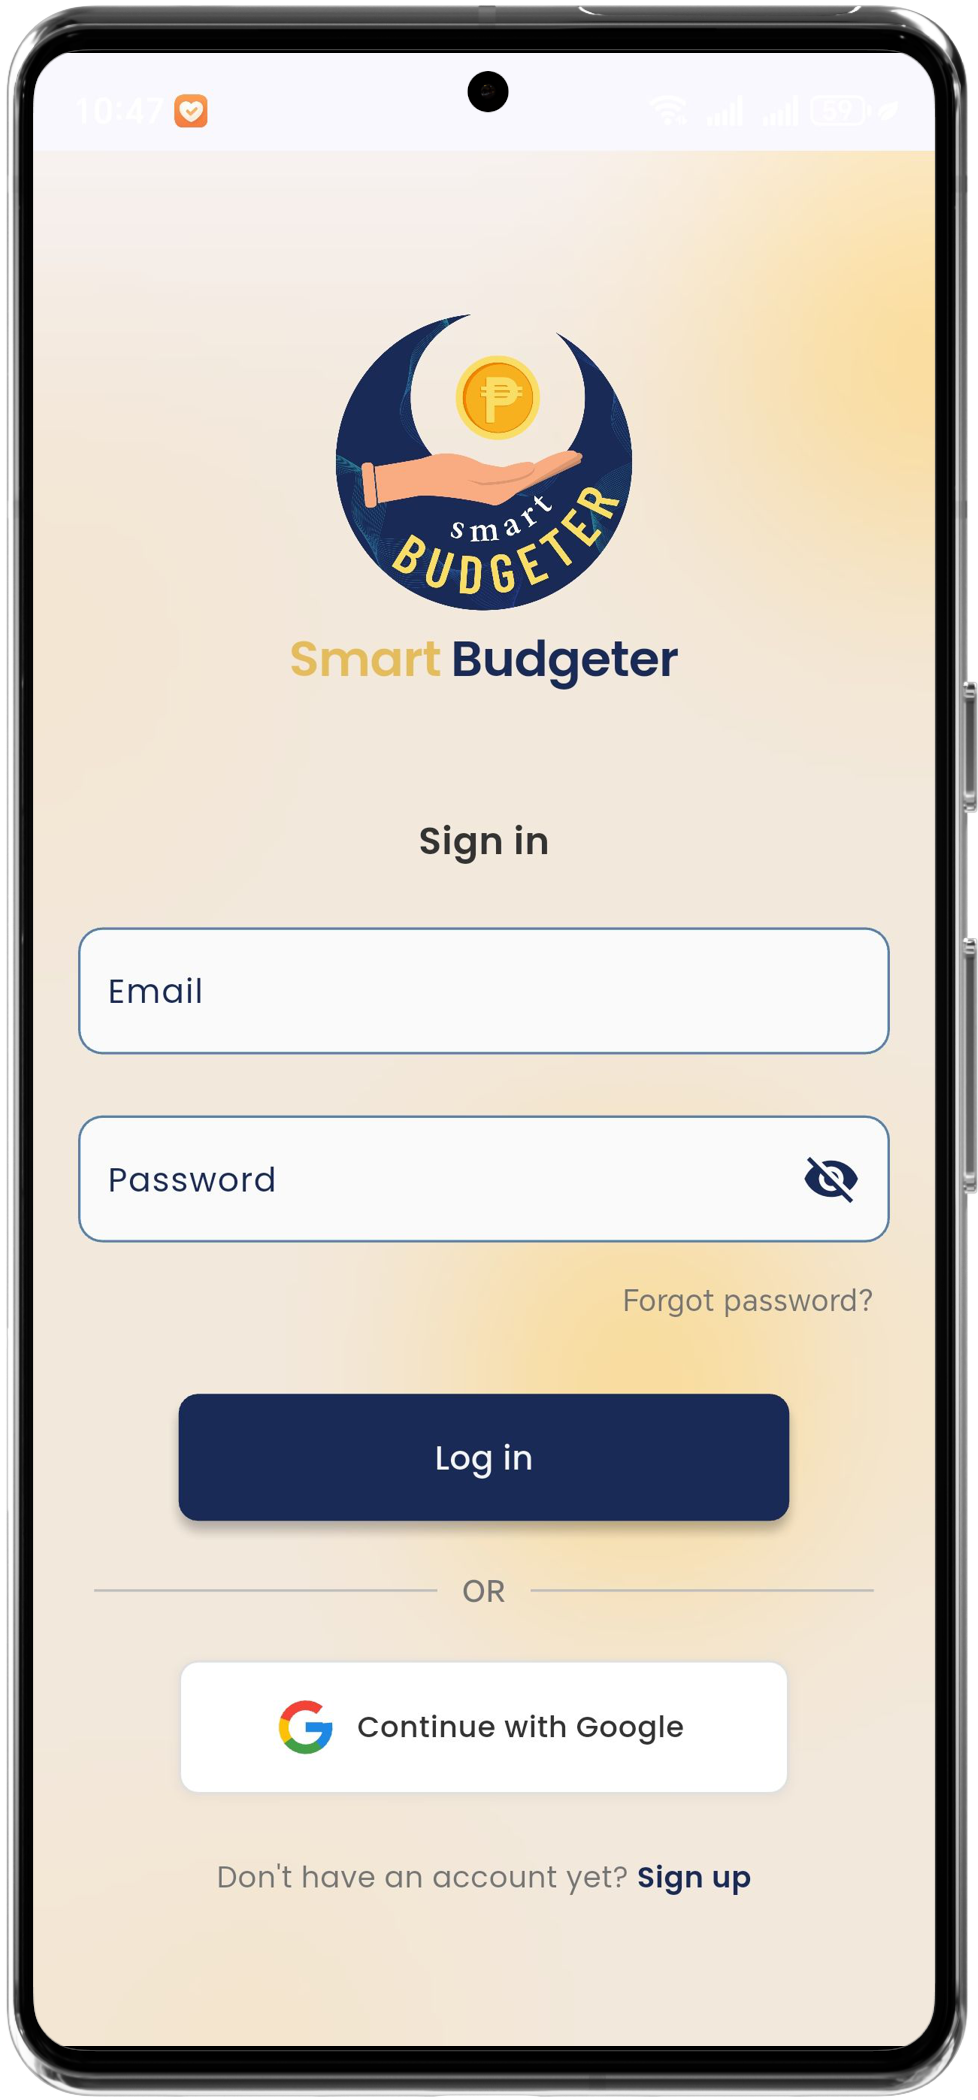 10:47
59
smart
BUDGETER
Smart Budgeter
Sign in
Email
Password
Forgot password?
Log in
OR
Continue with Google
Don't have an account yet? Sign up